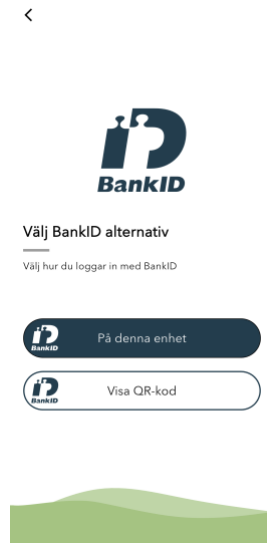 BankID
Välj BankID alternativ
Välj hur du loggar in med BankID
BankID
På denna enhet
BankID
Visa QR-kod